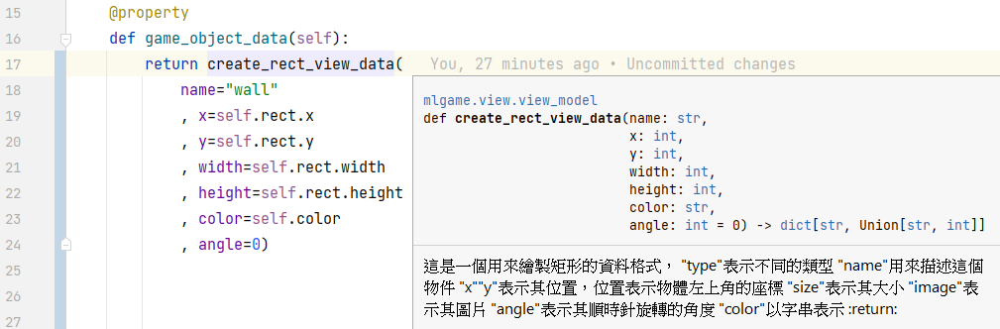 15 @property
16 def game_object_data(self):
17 return create_rect_view_data( You, 27 minutes ago • Uncommitted changes
18 name="wall"
19 , x=self.rect.x
20 , y=self.rect.y
21 , width=self.rect.width
22 , height=self.rect.height
23 , color=self.color
24 , angle=0)
25
26
27
mlgame.view.view_model
def create_rect_view_data(name: str,
x: int,
y: int,
width: int,
height: int,
color: str,
angle: int = 0) -> dict[str, Union[str, int]]
這是一個用來繪製矩形的資料格式， "type"表示不同的類型 "name"用來描述這個
物件 "x""y"表示其位置，位置表示物體左上角的座標 "size"表示其大小 "image"表
示其圖片 "angle"表示其順時針旋轉的角度 "color"以字串表示 :return: